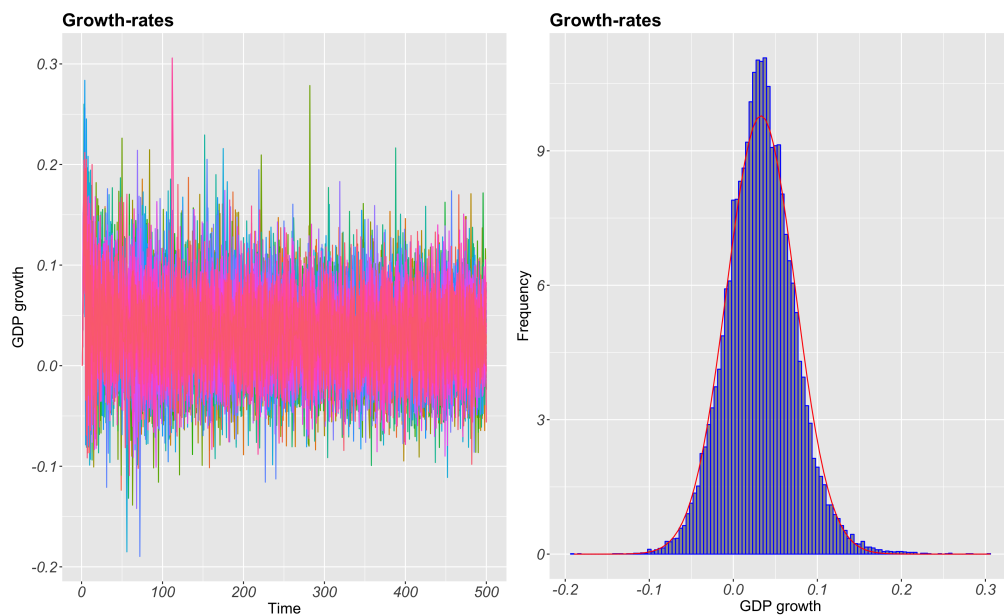 Growth-rates
GDP growth
0.3
0.2
0.1
0.0
-0.1
-0.2
0 100 200 300 400 500
Time
Growth-rates
Frequency
9
6
3
0
-0.2 -0.1 0.0 0.1 0.2 0.3
GDP growth